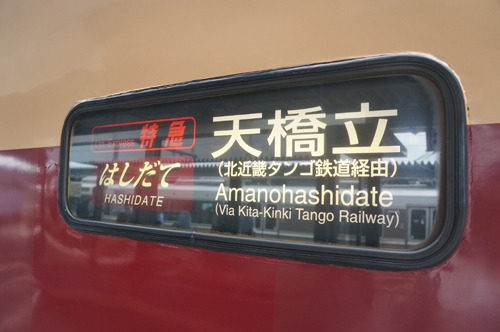 特急
はしだて
HASHIDATE
天橋立
(北近畿タンゴ鉄道経由)
Amanohashidate
(Via Kita-Kinki Tango Railway)